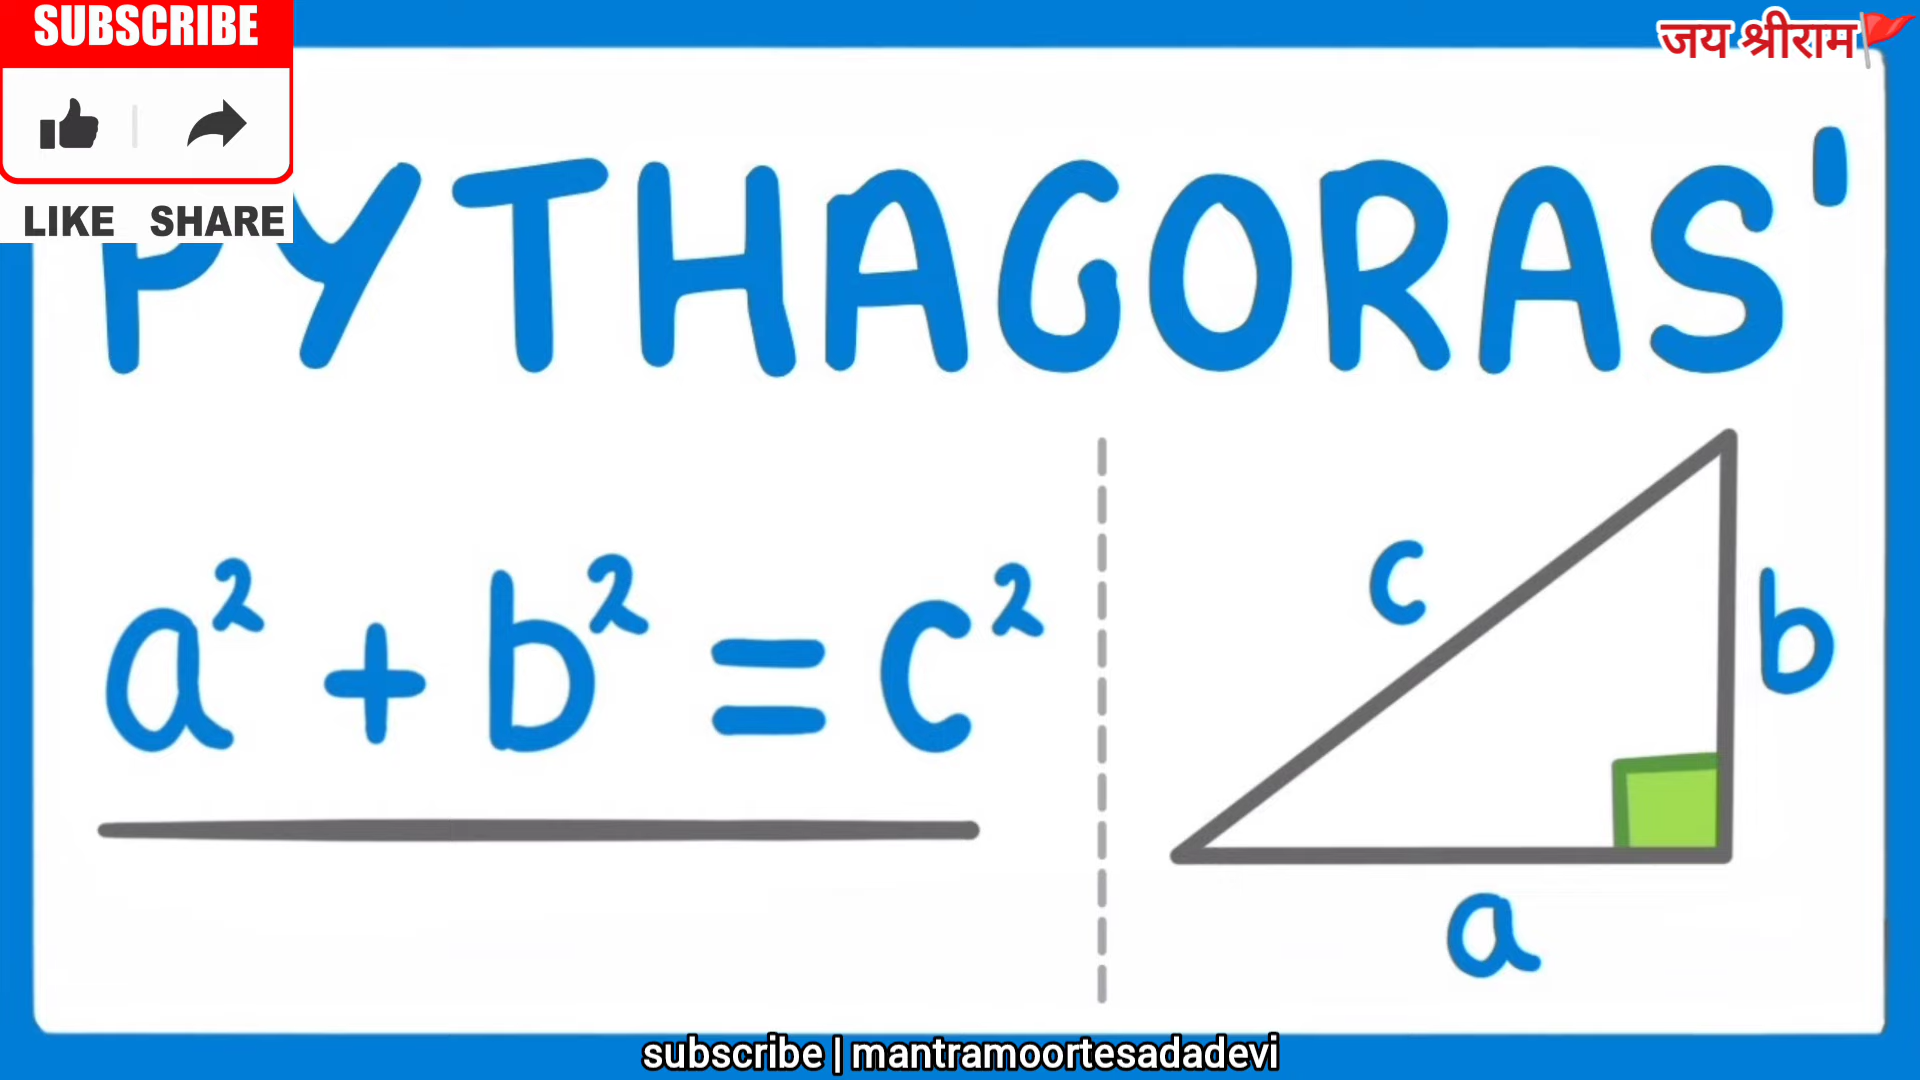 SUBSCRIBE
जय श्रीराम🚩
LIKE SHARE
PYTHAGORAS'
a² + b² = c²
c
b
a
subscribe | mantramoortesadadevi